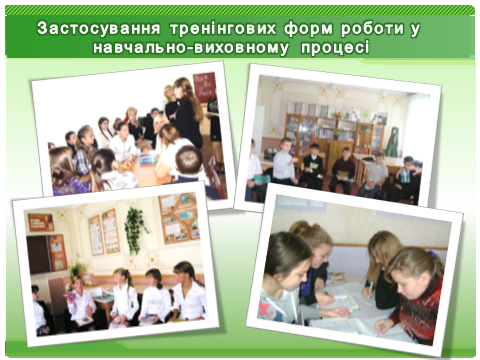 Застосування тренінгових форм роботи у
навчально-виховному процесі